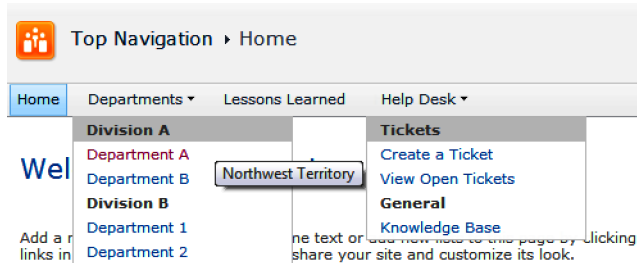 Top Navigation ▸ Home
Home Departments ▾ Lessons Learned Help Desk ▾
Division A
Department A
Department B
Division B
Department 1
Department 2
Northwest Territory
Tickets
Create a Ticket
View Open Tickets
General
Knowledge Base
Wel
Add a ne text or add new lists to this page by clicking
links in share your site and customize its look.